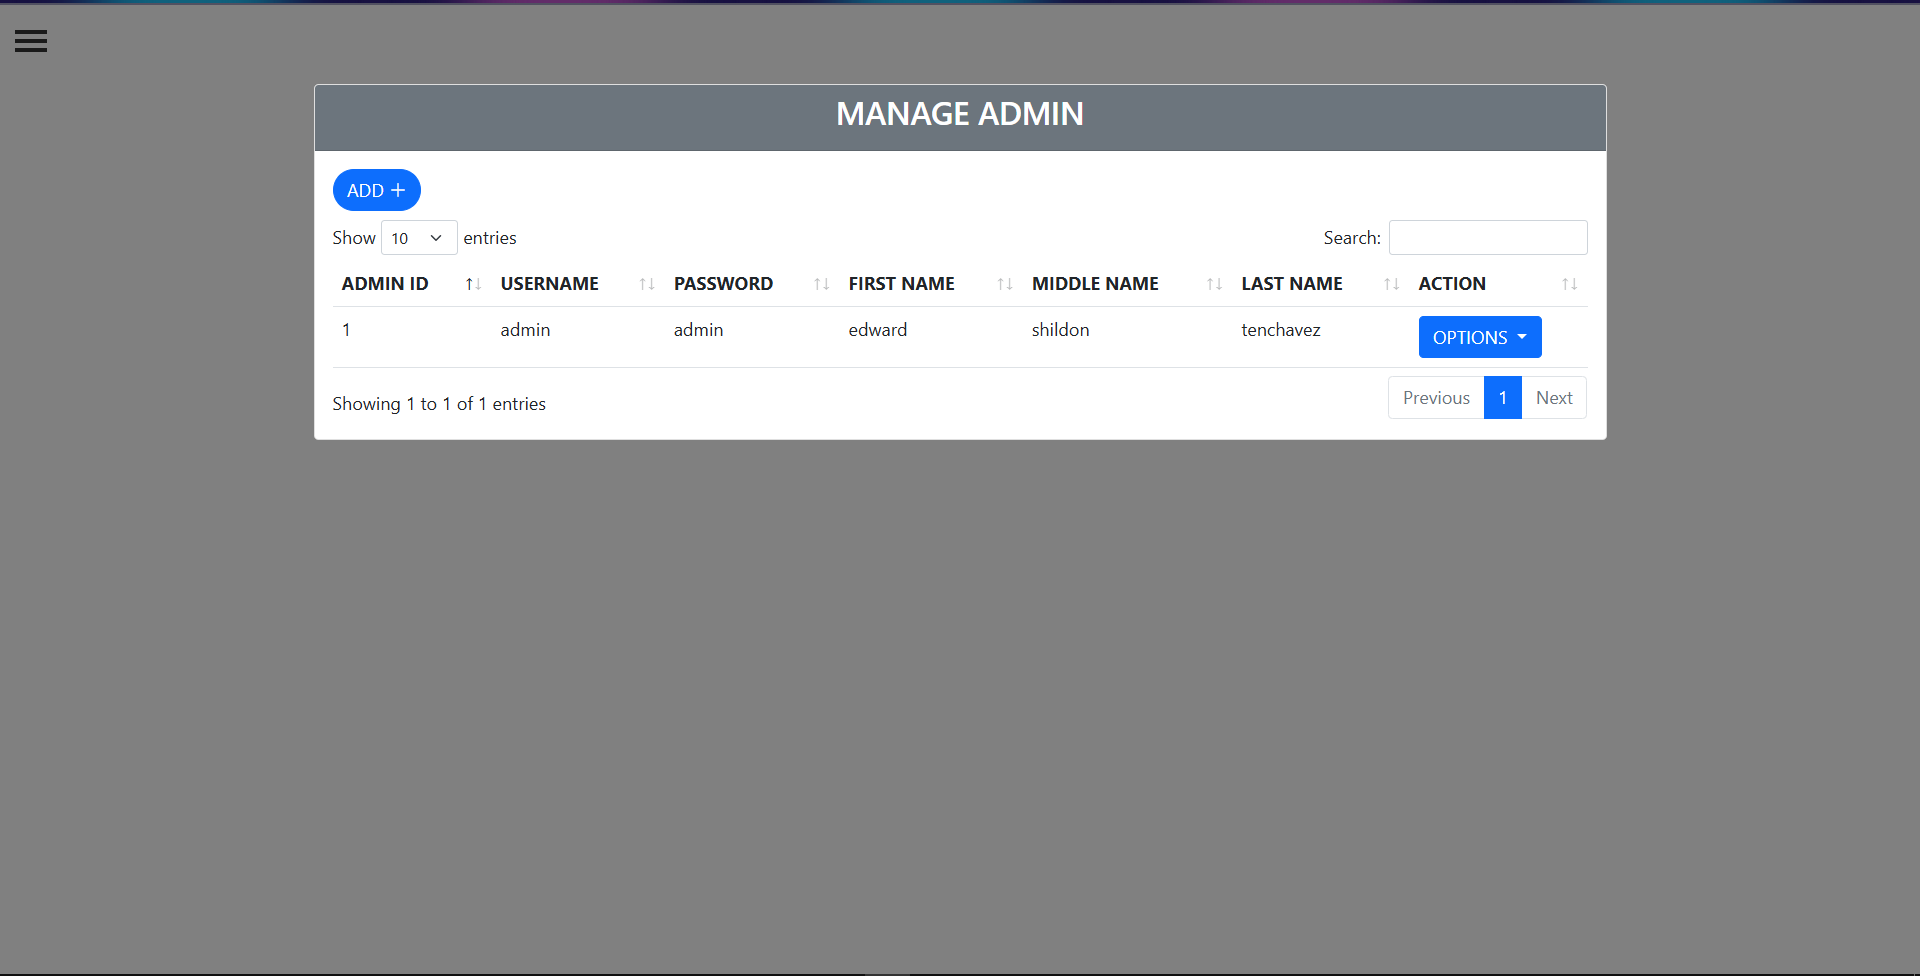 MANAGE ADMIN
ADD +
Show 10 entries
Search:
ADMIN ID USERNAME PASSWORD FIRST NAME MIDDLE NAME LAST NAME ACTION
1 admin admin edward shildon tenchavez OPTIONS
Showing 1 to 1 of 1 entries
Previous 1 Next